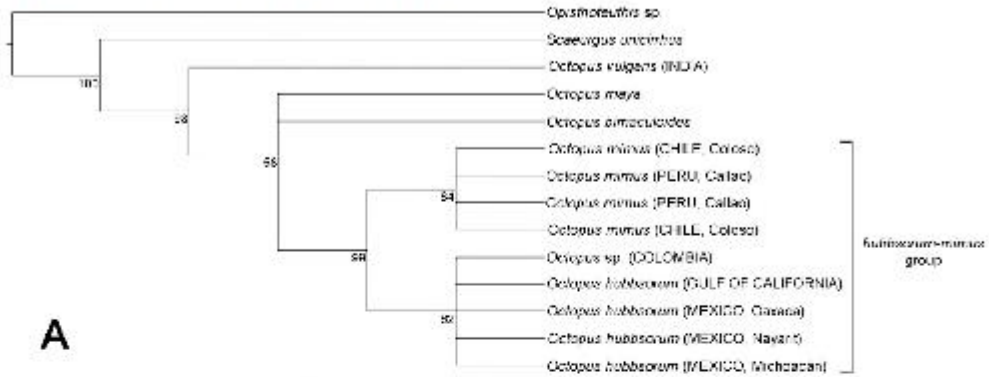 Opisthoteuthis sp.
Scaeurgus unicirrhus
Octopus vulgaris (INDIA)
Octopus maya
Octopus bimaculoides
Octopus mimus (CHILE, Coloso)
Octopus mimus (PERU, Callao)
Octopus mimus (PERU, Callao)
Octopus mimus (CHILE, Coloso)
Octopus sp. (COLOMBIA)
Octopus hubbsorum (GULF OF CALIFORNIA)
Octopus hubbsorum (MEXICO, Oaxaca)
Octopus hubbsorum (MEXICO, Nayarit)
Octopus hubbsorum (MEXICO, Michoacan)
hubbsorum-mimus
group
100
A